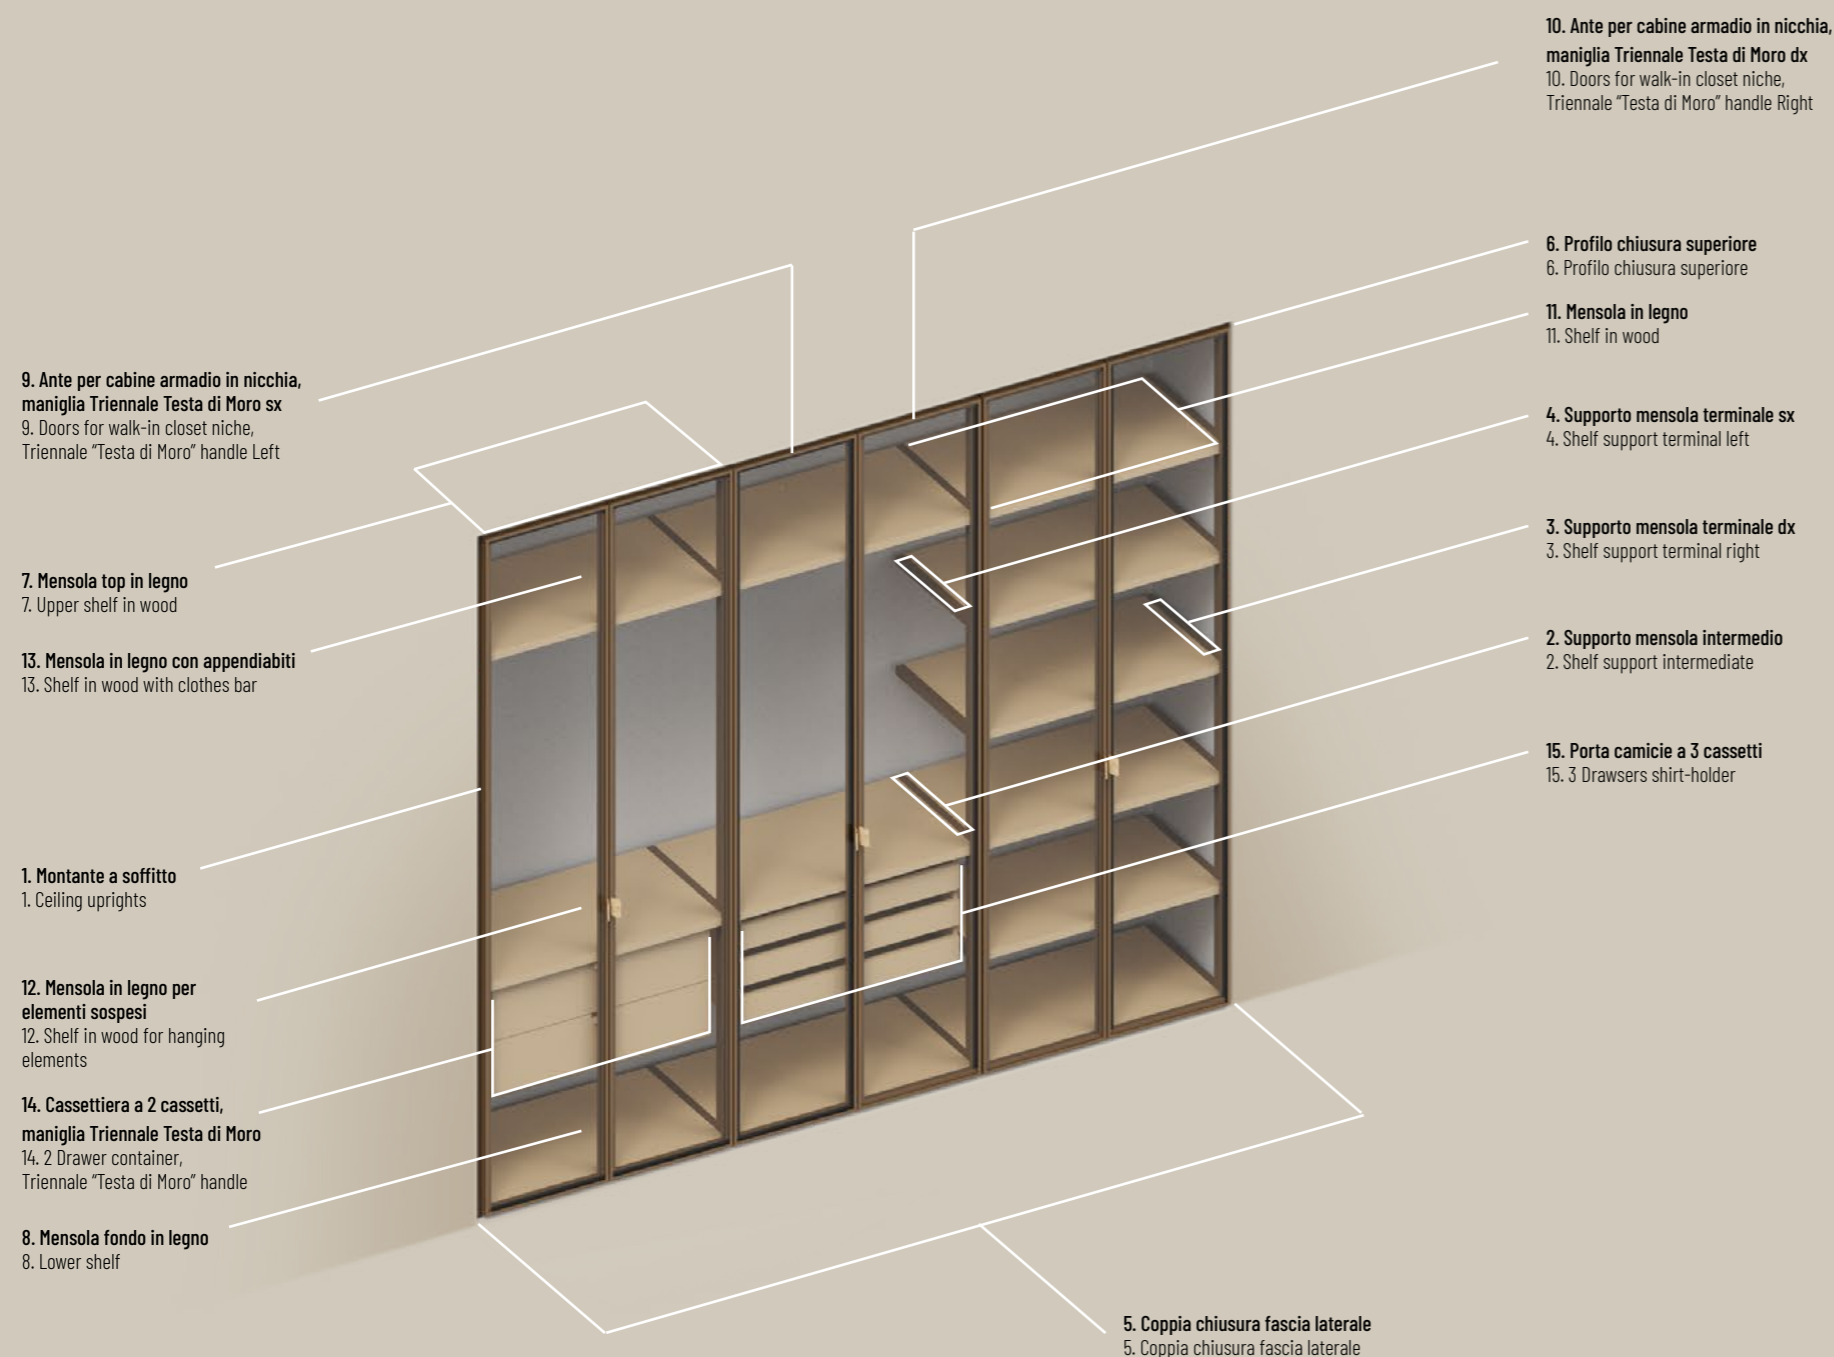 10. Ante per cabine armadio in nicchia,
maniglia Triennale Testa di Moro dx
10. Doors for walk-in closet niche,
Triennale “Testa di Moro” handle Right
6. Profilo chiusura superiore
6. Profilo chiusura superiore
11. Mensola in legno
11. Shelf in wood
9. Ante per cabine armadio in nicchia,
maniglia Triennale Testa di Moro sx
9. Doors for walk-in closet niche,
Triennale “Testa di Moro” handle Left
4. Supporto mensola terminale sx
4. Shelf support terminal left
3. Supporto mensola terminale dx
3. Shelf support terminal right
7. Mensola top in legno
7. Upper shelf in wood
2. Supporto mensola intermedio
2. Shelf support intermediate
13. Mensola in legno con appendiabiti
13. Shelf in wood with clothes bar
15. Porta camicie a 3 cassetti
15. 3 Drawsers shirt-holder
1. Montante a soffitto
1. Ceiling uprights
12. Mensola in legno per
elementi sospesi
12. Shelf in wood for hanging
elements
14. Cassettiera a 2 cassetti,
maniglia Triennale Testa di Moro
14. 2 Drawer container,
Triennale “Testa di Moro” handle
8. Mensola fondo in legno
8. Lower shelf
5. Coppia chiusura fascia laterale
5. Coppia chiusura fascia laterale